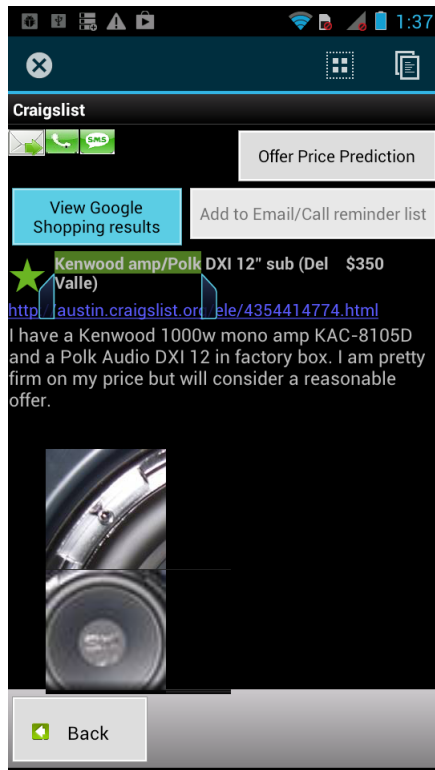 1:37
Craigslist
SMS
Offer Price Prediction
View Google
Shopping results
Add to Email/Call reminder list
Kenwood amp/Polk DXI 12" sub (Del $350
Valle)
http://austin.craigslist.org/ele/4354414774.html
I have a Kenwood 1000w mono amp KAC-8105D
and a Polk Audio DXI 12 in factory box. I am pretty
firm on my price but will consider a reasonable
offer.
Back